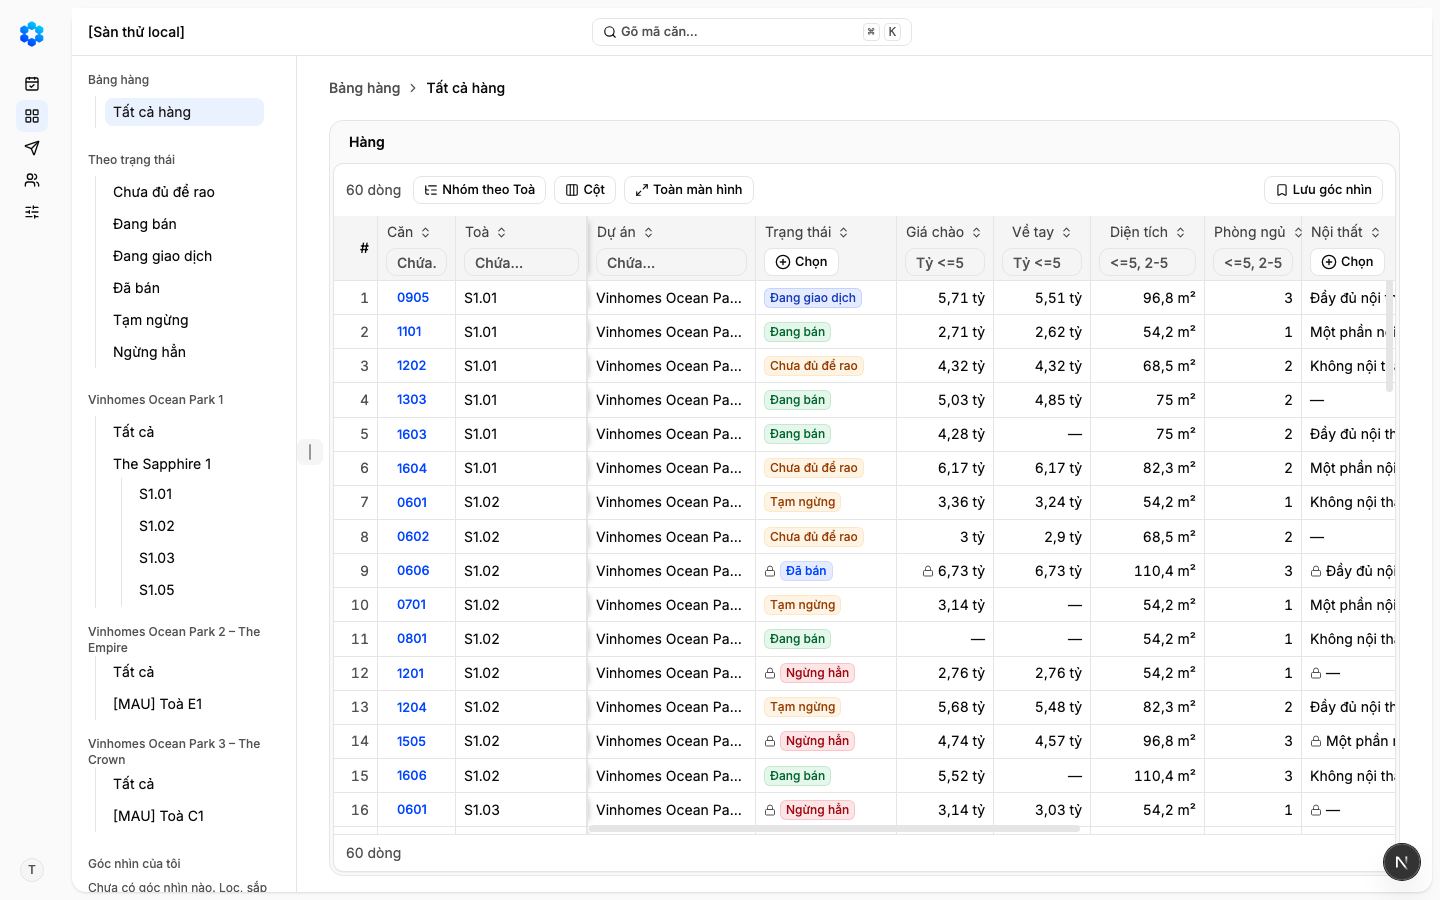 [Sàn thử local]
Gõ mã căn...
⌘ K
Bảng hàng
Tất cả hàng
Theo trạng thái
Chưa đủ để rao
Đang bán
Đang giao dịch
Đã bán
Tạm ngừng
Ngừng hẳn
Vinhomes Ocean Park 1
Tất cả
The Sapphire 1
S1.01
S1.02
S1.03
S1.05
Vinhomes Ocean Park 2 – The
Empire
Tất cả
[MAU] Toà E1
Vinhomes Ocean Park 3 – The
Crown
Tất cả
[MAU] Toà C1
Góc nhìn của tôi
Chưa có góc nhìn nào. Lọc, sắp
T
Bảng hàng > Tất cả hàng
Hàng
60 dòng Nhóm theo Toà Cột Toàn màn hình Lưu góc nhìn
# Căn Toà Dự án Trạng thái Giá chào Về tay Diện tích Phòng ngủ Nội thất
Chứa. Chứa... Chứa... Chọn Tỷ <=5 Tỷ <=5 <=5, 2-5 <=5, 2-5 Chọn
1 0905 S1.01 Vinhomes Ocean Pa... Đang giao dịch 5,71 tỷ 5,51 tỷ 96,8 m² 3 Đầy đủ nội
2 1101 S1.01 Vinhomes Ocean Pa... Đang bán 2,71 tỷ 2,62 tỷ 54,2 m² 1 Một phần
3 1202 S1.01 Vinhomes Ocean Pa... Chưa đủ để rao 4,32 tỷ 4,32 tỷ 68,5 m² 2 Không nội
4 1303 S1.01 Vinhomes Ocean Pa... Đang bán 5,03 tỷ 4,85 tỷ 75 m² 2 —
5 1603 S1.01 Vinhomes Ocean Pa... Đang bán 4,28 tỷ — 75 m² 2 Đầy đủ nội th
6 1604 S1.01 Vinhomes Ocean Pa... Chưa đủ để rao 6,17 tỷ 6,17 tỷ 82,3 m² 2 Một phần nội
7 0601 S1.02 Vinhomes Ocean Pa... Tạm ngừng 3,36 tỷ 3,24 tỷ 54,2 m² 1 Không nội thấ
8 0602 S1.02 Vinhomes Ocean Pa... Chưa đủ để rao 3 tỷ 2,9 tỷ 68,5 m² 2 —
9 0606 S1.02 Vinhomes Ocean Pa... Đã bán 6,73 tỷ 6,73 tỷ 110,4 m² 3 Đầy đủ nội
10 0701 S1.02 Vinhomes Ocean Pa... Tạm ngừng 3,14 tỷ — 54,2 m² 1 Một phần nội
11 0801 S1.02 Vinhomes Ocean Pa... Đang bán — — 54,2 m² 1 Không nội thấ
12 1201 S1.02 Vinhomes Ocean Pa... Ngừng hẳn 2,76 tỷ 2,76 tỷ 54,2 m² 1 —
13 1204 S1.02 Vinhomes Ocean Pa... Tạm ngừng 5,68 tỷ 5,48 tỷ 82,3 m² 2 Đầy đủ nội th
14 1505 S1.02 Vinhomes Ocean Pa... Ngừng hẳn 4,74 tỷ 4,57 tỷ 96,8 m² 2 Một phần
15 1606 S1.02 Vinhomes Ocean Pa... Đang bán 5,52 tỷ — 110,4 m² 3 Không nội thấ
16 0601 S1.03 Vinhomes Ocean Pa... Ngừng hẳn 3,14 tỷ 3,03 tỷ 54,2 m² 1 —
60 dòng
N